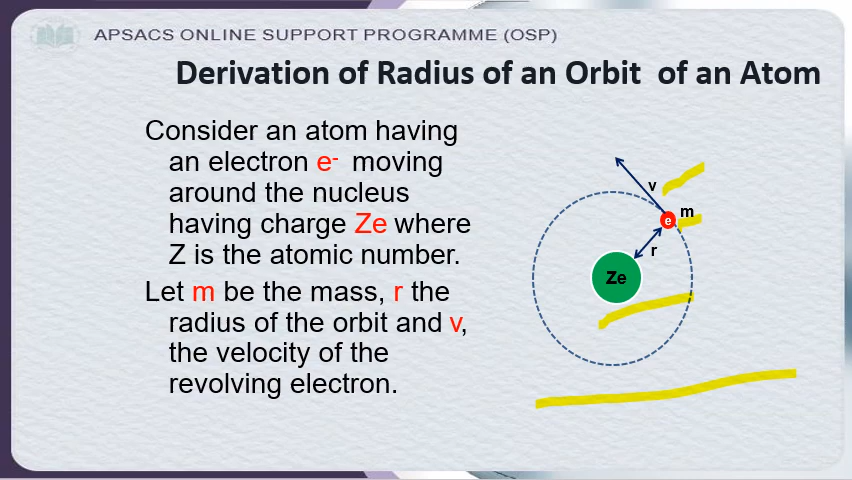 APSACS ONLINE SUPPORT PROGRAMME (OSP)
Derivation of Radius of an Orbit of an Atom
Consider an atom having
an electron e- moving
around the nucleus
having charge Ze where
Z is the atomic number.
Let m be the mass, r the
radius of the orbit and v,
the velocity of the
revolving electron.
v
m
e
r
Ze